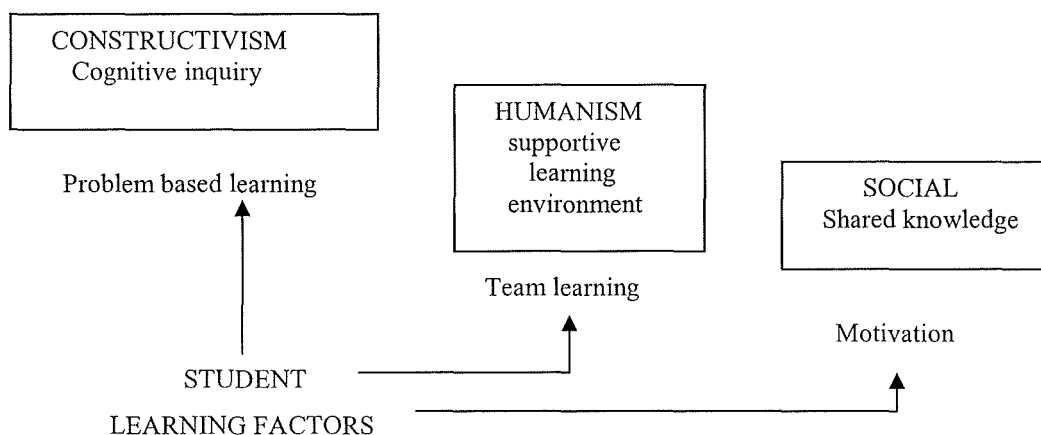 CONSTRUCTIVISM
Cognitive inquiry
Problem based learning
HUMANISM
supportive
learning
environment
Team learning
SOCIAL
Shared knowledge
Motivation
STUDENT
LEARNING FACTORS